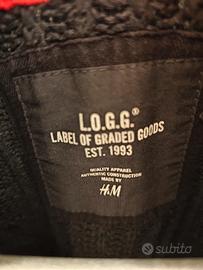 L.O.G.G.®
LABEL OF GRADED GOODS
EST. 1993
QUALITY APPAREL
AUTHENTIC CONSTRUCTION
MADE BY
H&M
subito